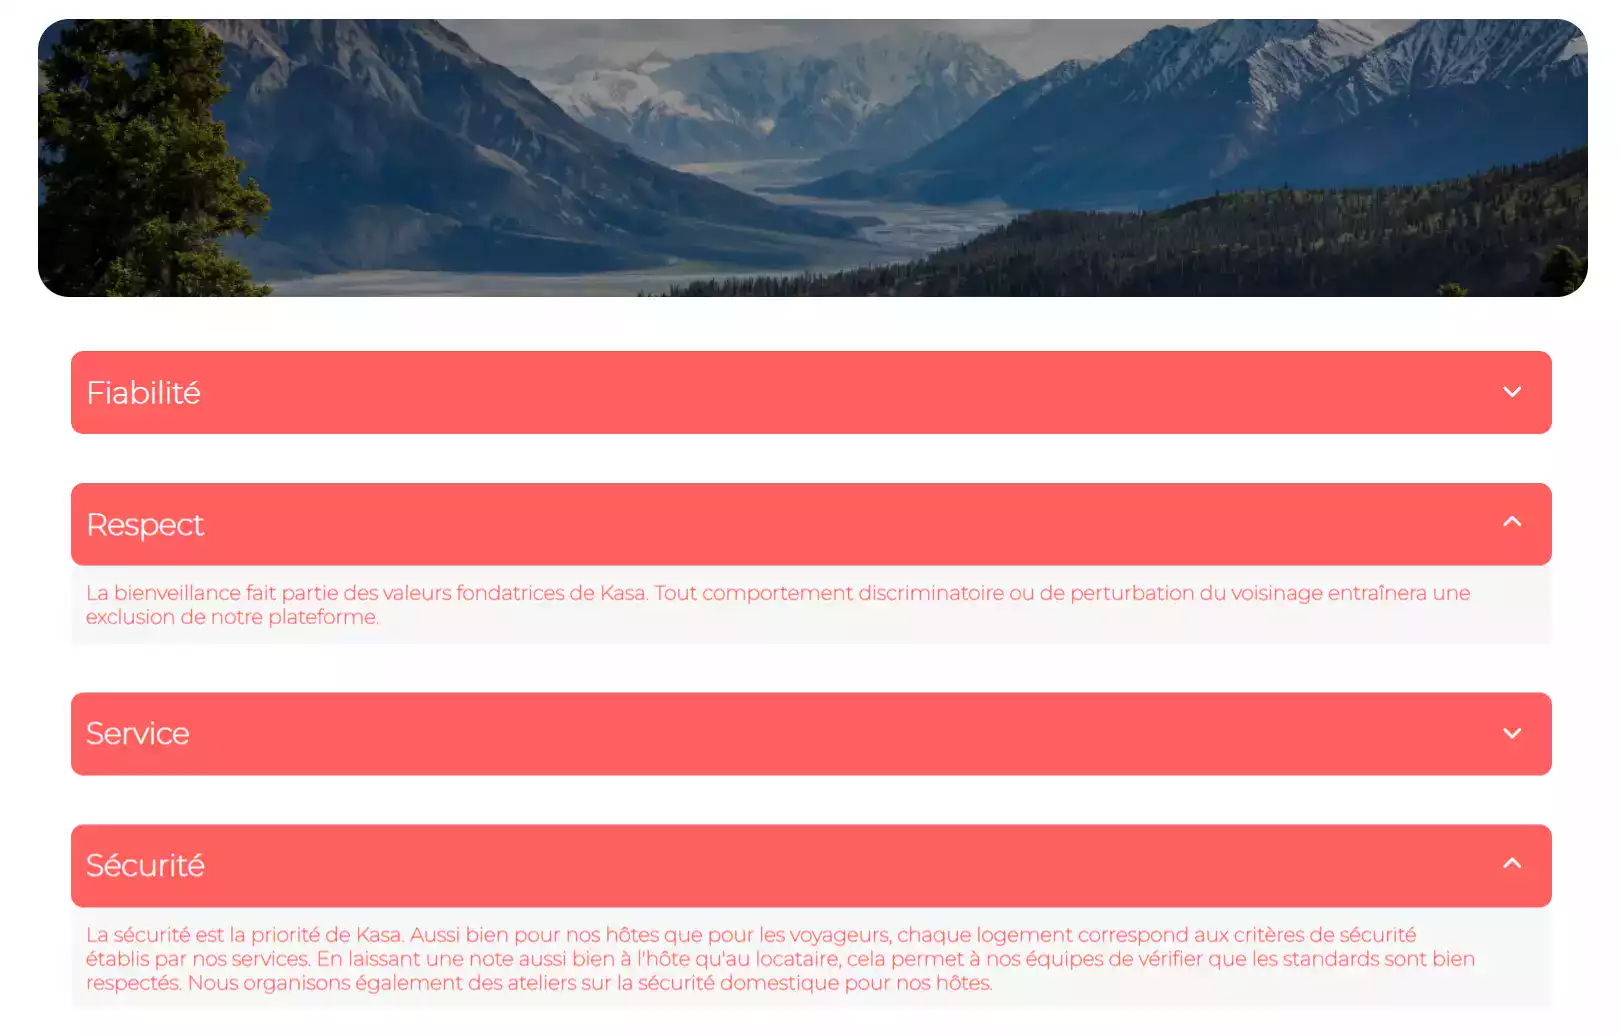 Fiabilité
Respect
La bienveillance fait partie des valeurs fondatrices de Kasa. Tout comportement discriminatoire ou de perturbation du voisinage entraînera une
exclusion de notre plateforme.
Service
Sécurité
La sécurité est la priorité de Kasa. Aussi bien pour nos hôtes que pour les voyageurs, chaque logement correspond aux critères de sécurité
établis par nos services. En laissant une note aussi bien à l'hôte qu'au locataire, cela permet à nos équipes de vérifier que les standards sont bien
respectés. Nous organisons également des ateliers sur la sécurité domestique pour nos hôtes.